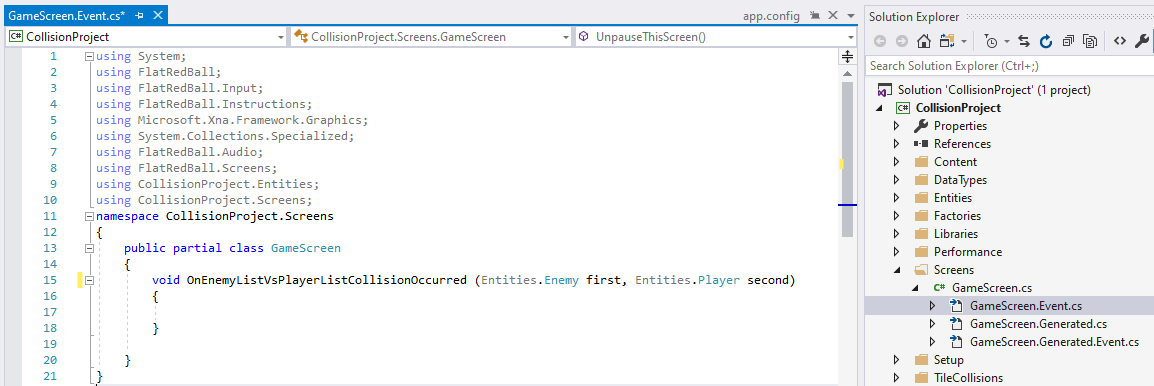 GameScreen.Event.cs*
app.config
CollisionProject
CollisionProject.Screens.GameScreen
UnpauseThisScreen()
1 using System;
2 using FlatRedBall;
3 using FlatRedBall.Input;
4 using FlatRedBall.Instructions;
5 using Microsoft.Xna.Framework.Graphics;
6 using System.Collections.Specialized;
7 using FlatRedBall.Audio;
8 using FlatRedBall.Screens;
9 using CollisionProject.Entities;
10 using CollisionProject.Screens;
11 namespace CollisionProject.Screens
12 {
13 public partial class GameScreen
14 {
15 void OnEnemyListVsPlayerListCollisionOccurred (Entities.Enemy first, Entities.Player second)
16 {
17
18 }
19
20 }
21 }
Solution Explorer
Search Solution Explorer (Ctrl+;)
Solution 'CollisionProject' (1 project)
C# CollisionProject
Properties
References
Content
DataTypes
Entities
Factories
Libraries
Performance
Screens
C# GameScreen.cs
GameScreen.Event.cs
GameScreen.Generated.cs
GameScreen.Generated.Event.cs
Setup
TileCollisions